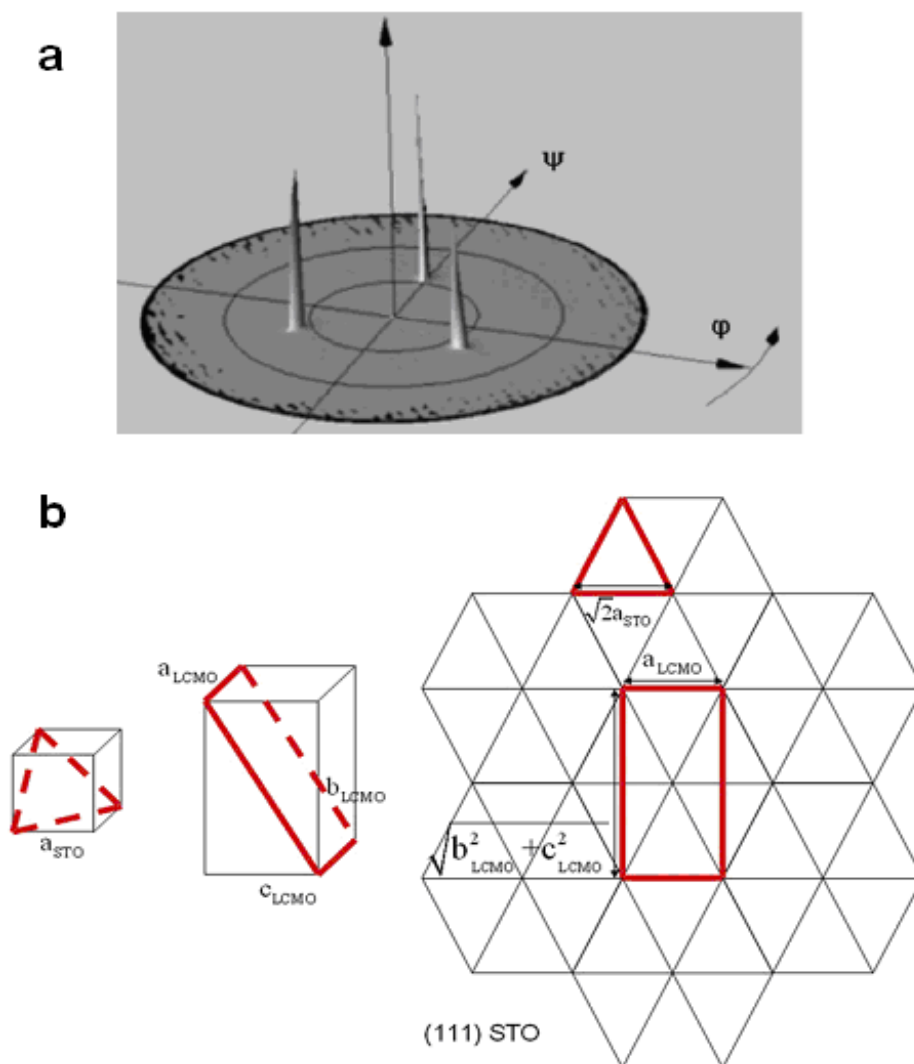 a
ψ
φ
b
√2a_STO
a_LCMO
a_LCMO
b_LCMO
a_STO
√b²_LCMO +c²_LCMO
c_LCMO
(111) STO